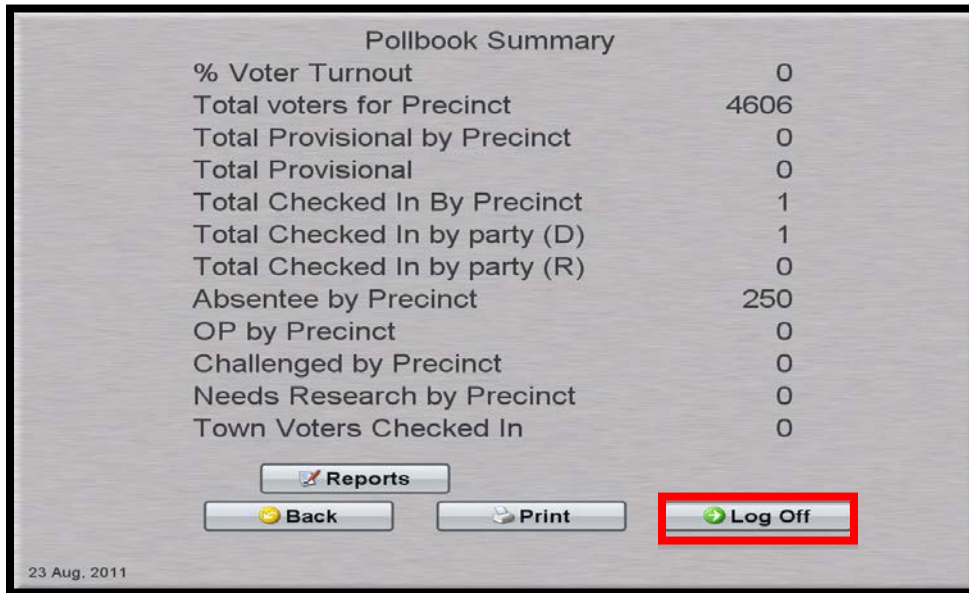 Pollbook Summary
% Voter Turnout 0
Total voters for Precinct 4606
Total Provisional by Precinct 0
Total Provisional 0
Total Checked In By Precinct 1
Total Checked In by party (D) 1
Total Checked In by party (R) 0
Absentee by Precinct 250
OP by Precinct 0
Challenged by Precinct 0
Needs Research by Precinct 0
Town Voters Checked In 0
Reports
Back Print Log Off
23 Aug, 2011